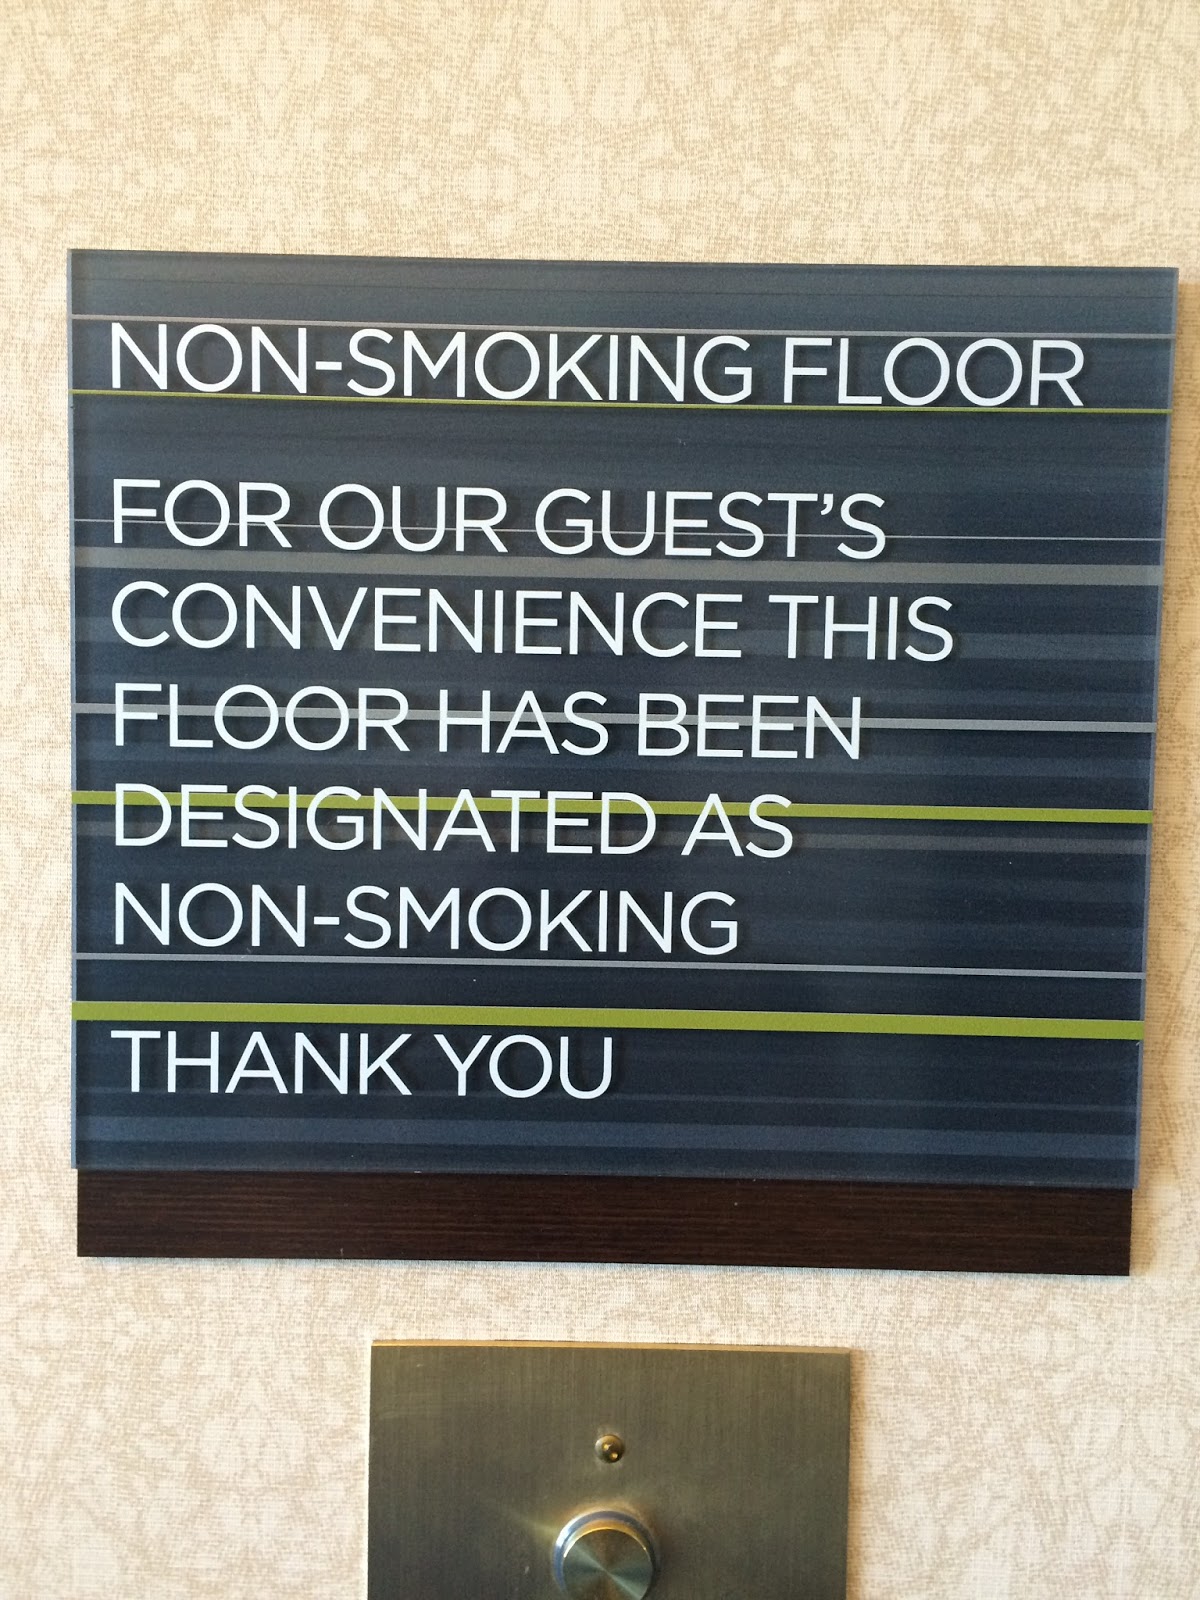 NON-SMOKING FLOOR
FOR OUR GUEST’S
CONVENIENCE THIS
FLOOR HAS BEEN
DESIGNATED AS
NON-SMOKING
THANK YOU